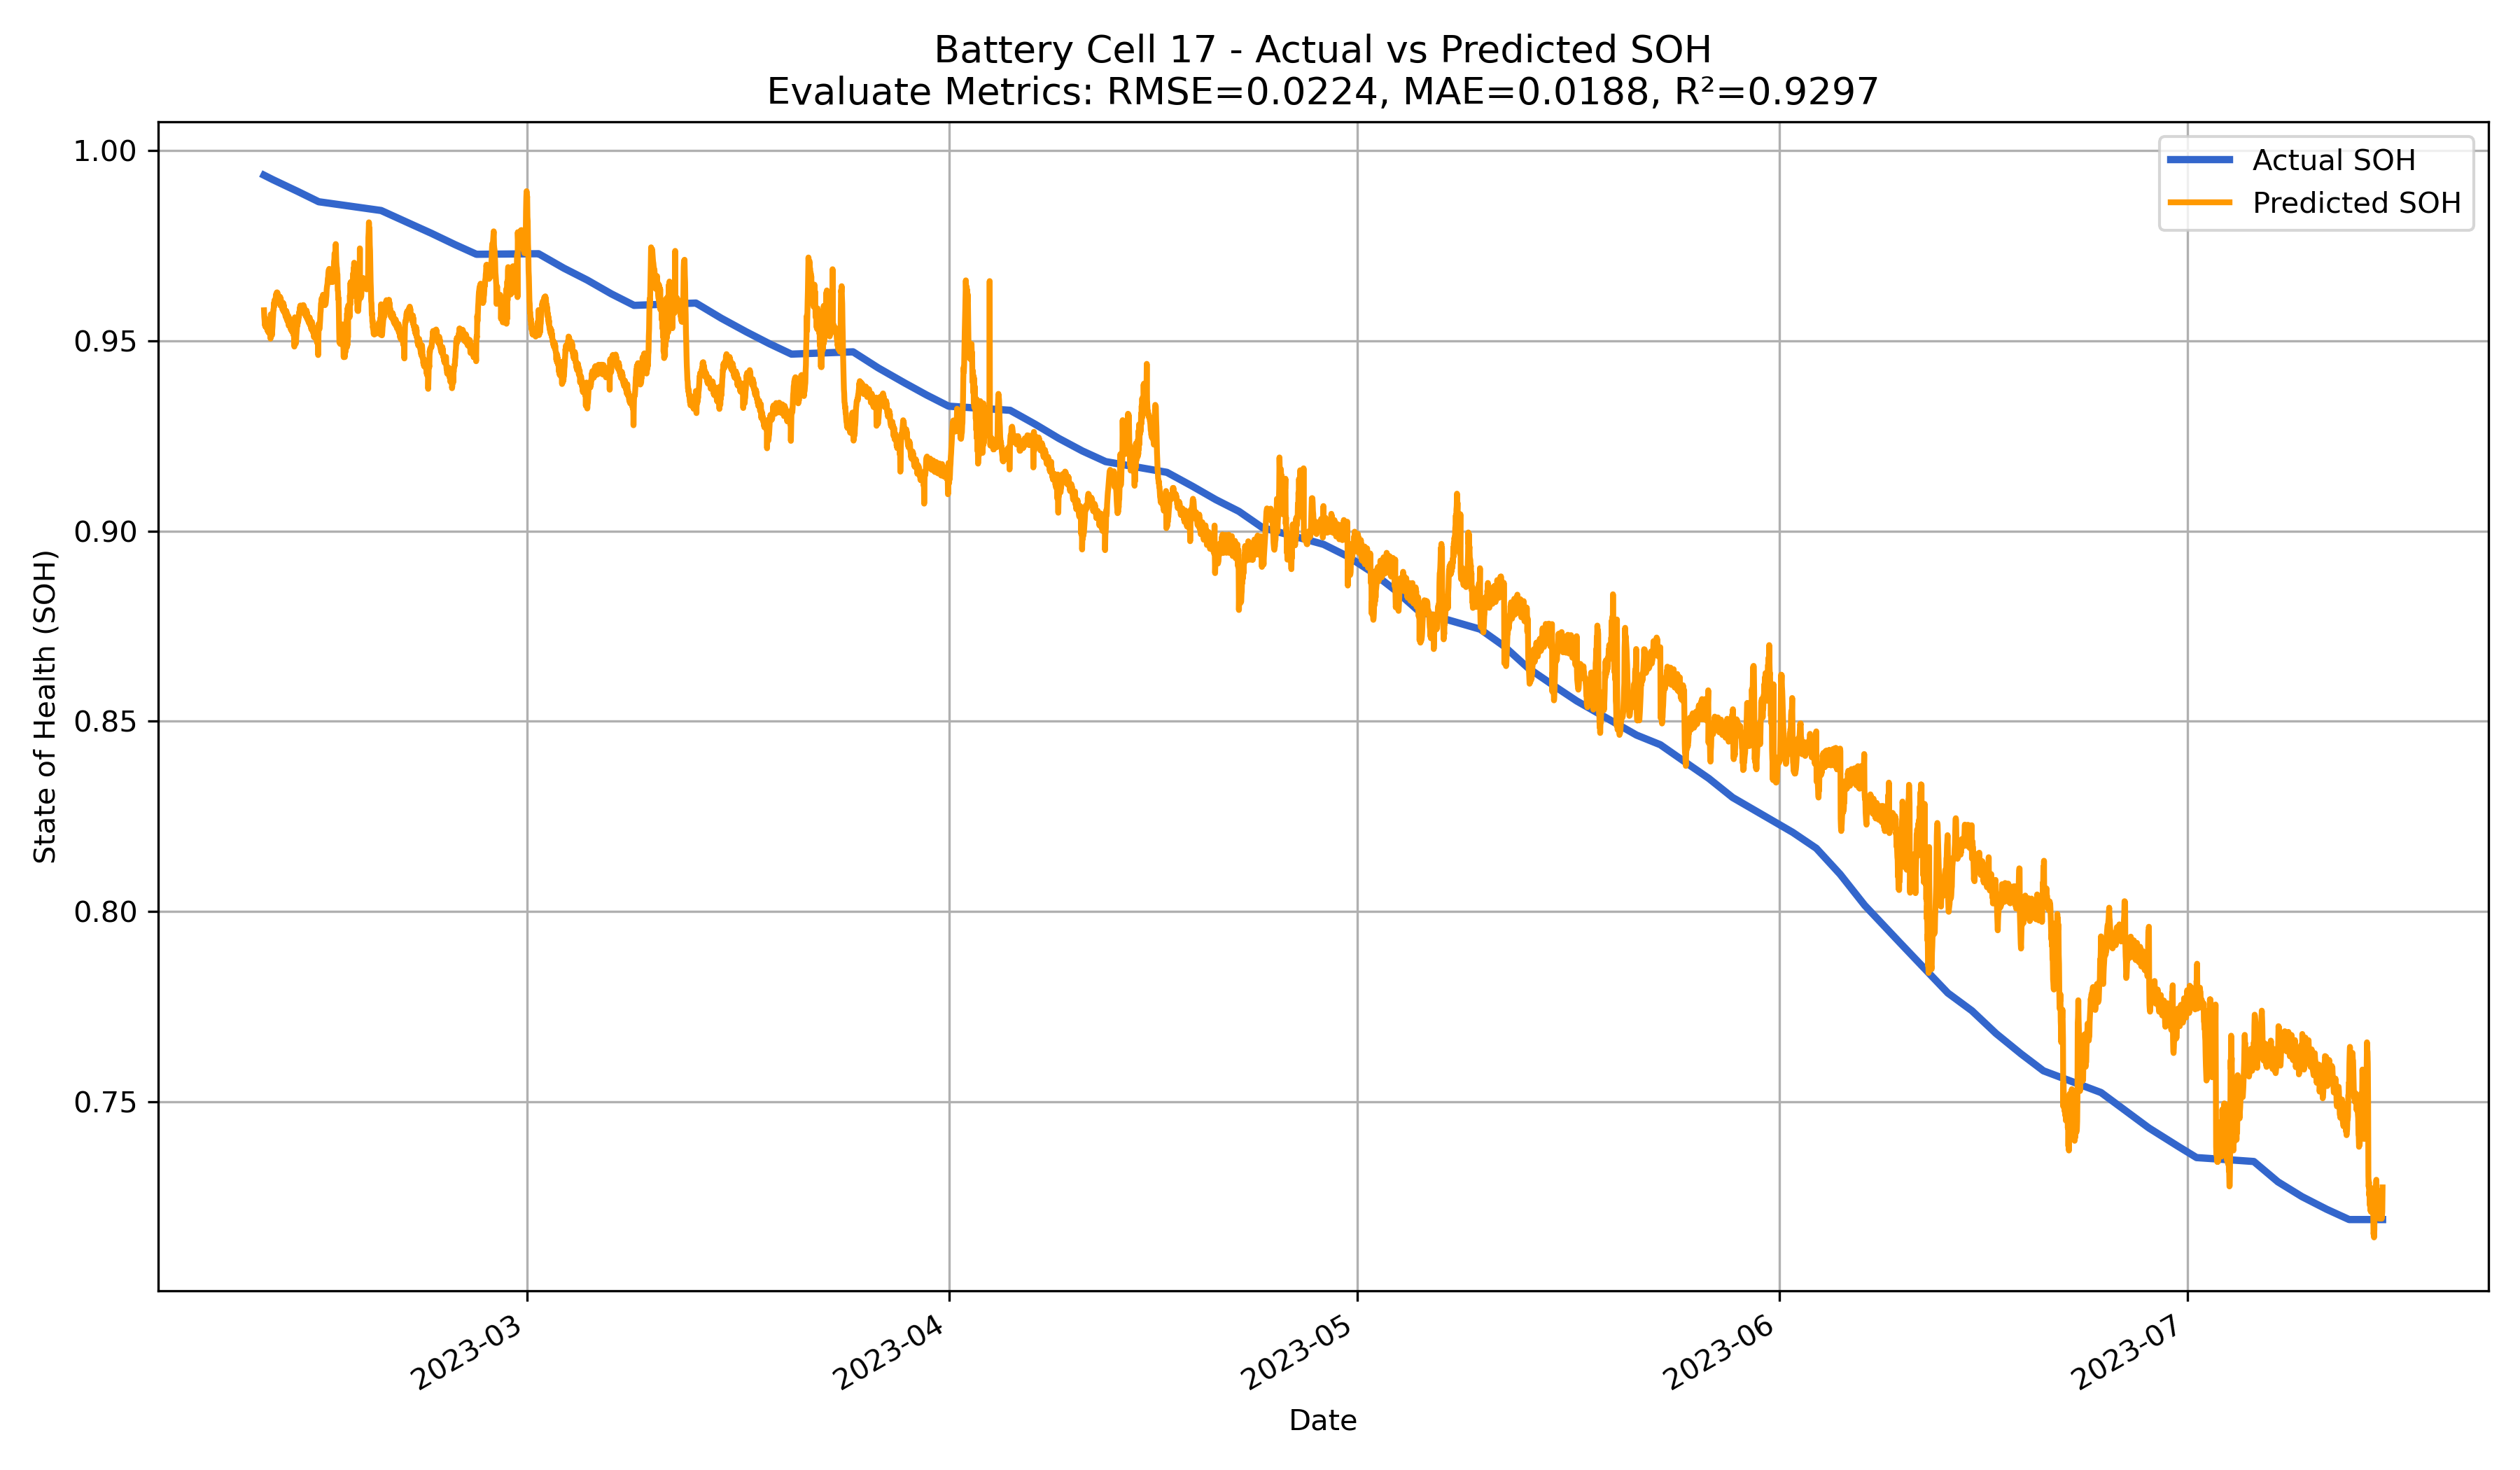 Battery Cell 17 - Actual vs Predicted SOH
Evaluate Metrics: RMSE=0.0224, MAE=0.0188, R²=0.9297
Actual SOH
Predicted SOH
State of Health (SOH)
1.00
0.95
0.90
0.85
0.80
0.75
2023-03
2023-04
2023-05
2023-06
2023-07
Date